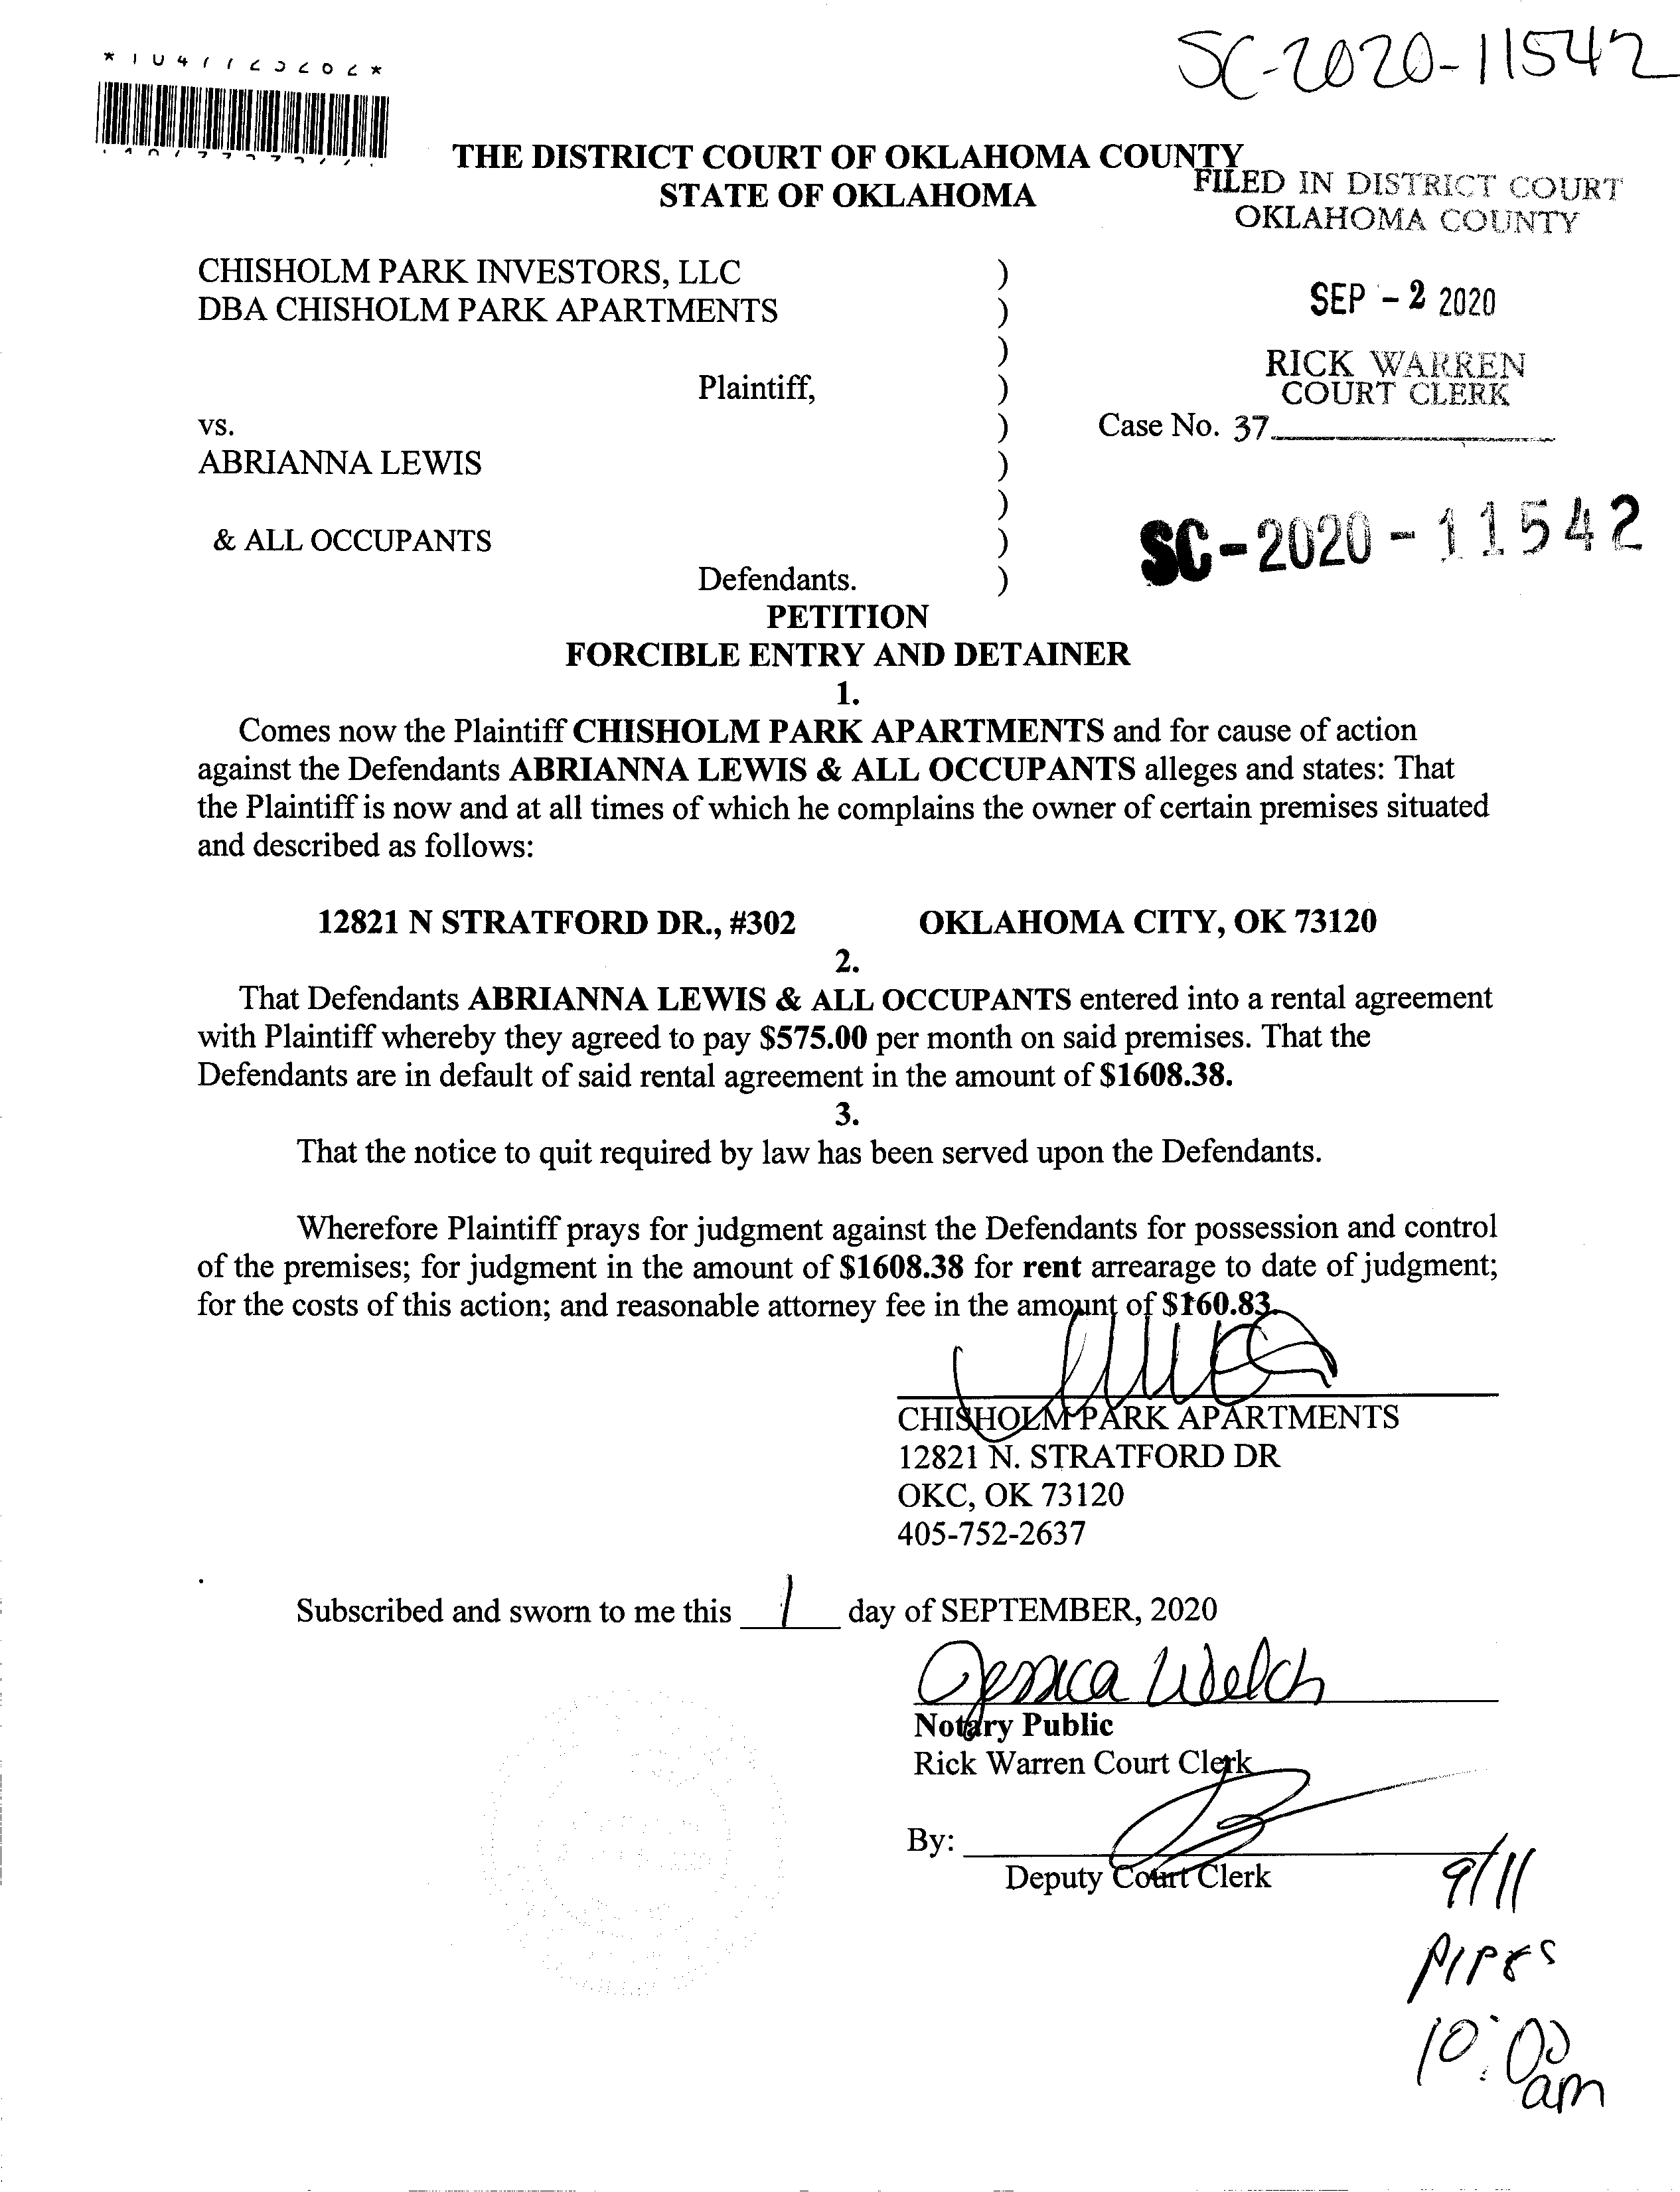 SC-2020-11542
THE DISTRICT COURT OF OKLAHOMA COUNTY
STATE OF OKLAHOMA
FILED IN DISTRICT COURT
OKLAHOMA COUNTY
CHISHOLM PARK INVESTORS, LLC )
DBA CHISHOLM PARK APARTMENTS )
SEP - 2 2020
)
RICK WARREN
COURT CLERK
Plaintiff, )
vs. ) Case No. 37
ABRIANNA LEWIS )
)
& ALL OCCUPANTS )
SC-2020-11542
Defendants. )
PETITION
FORCIBLE ENTRY AND DETAINER
1.
Comes now the Plaintiff CHISHOLM PARK APARTMENTS and for cause of action
against the Defendants ABRIANNA LEWIS & ALL OCCUPANTS alleges and states: That
the Plaintiff is now and at all times of which he complains the owner of certain premises situated
and described as follows:
12821 N STRATFORD DR., #302 OKLAHOMA CITY, OK 73120
2.
That Defendants ABRIANNA LEWIS & ALL OCCUPANTS entered into a rental agreement
with Plaintiff whereby they agreed to pay $575.00 per month on said premises. That the
Defendants are in default of said rental agreement in the amount of $1608.38.
3.
That the notice to quit required by law has been served upon the Defendants.
Wherefore Plaintiff prays for judgment against the Defendants for possession and control
of the premises; for judgment in the amount of $1608.38 for rent arrearage to date of judgment;
for the costs of this action; and reasonable attorney fee in the amount of $160.83.
CHISHOLM PARK APARTMENTS
12821 N. STRATFORD DR
OKC, OK 73120
405-752-2637
Subscribed and sworn to me this 1 day of SEPTEMBER, 2020
Jessica Welch
Notary Public
Rick Warren Court Clerk
By:
Deputy Court Clerk
9/11
10:00
am